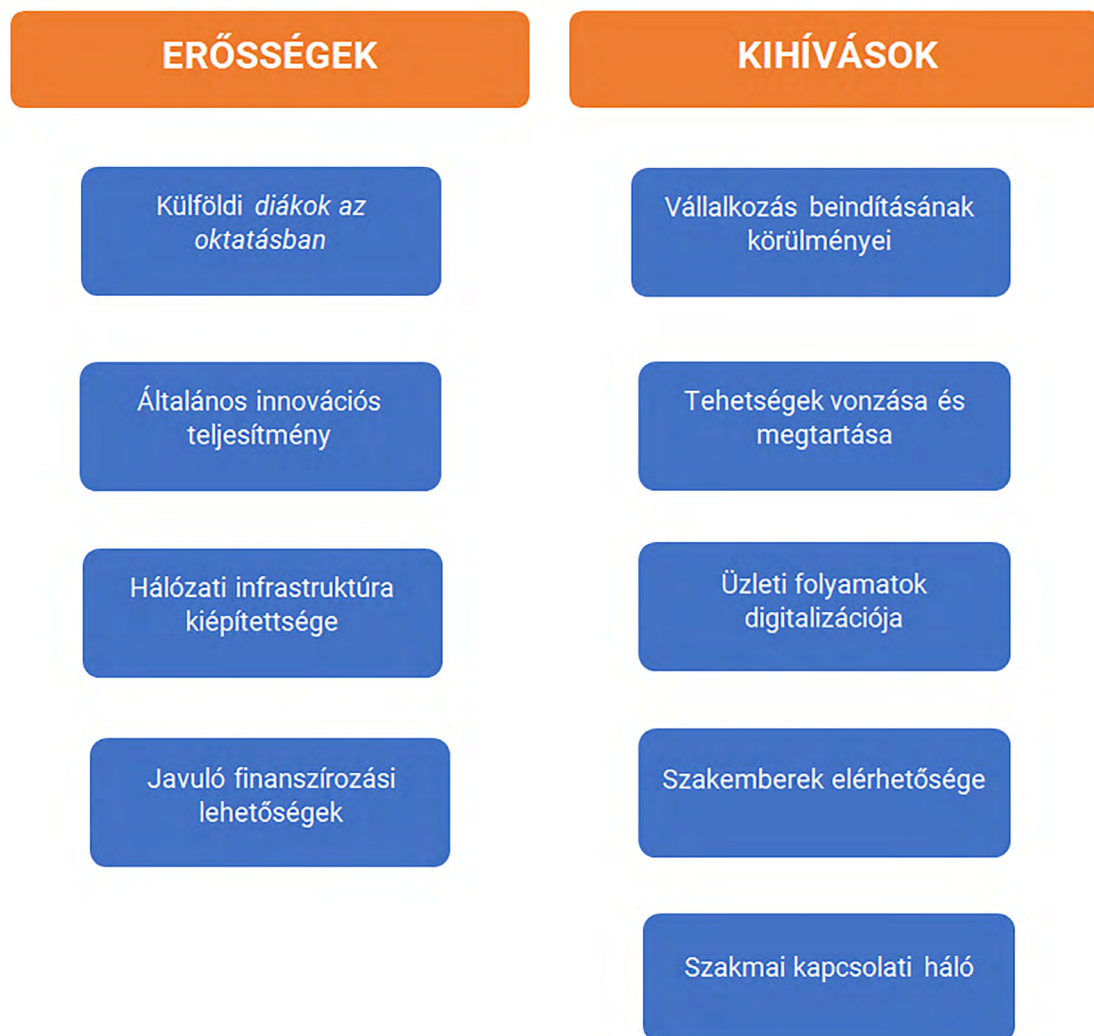 ERŐSSÉGEK
Külföldi diákok az
oktatásban
Általános innovációs
teljesítmény
Hálózati infrastruktúra
kiépítettsége
Javuló finanszírozási
lehetőségek
KIHÍVÁSOK
Vállalkozás beindításának
körülményei
Tehetségek vonzása és
megtartása
Üzleti folyamatok
digitalizációja
Szakemberek elérhetősége
Szakmai kapcsolati háló